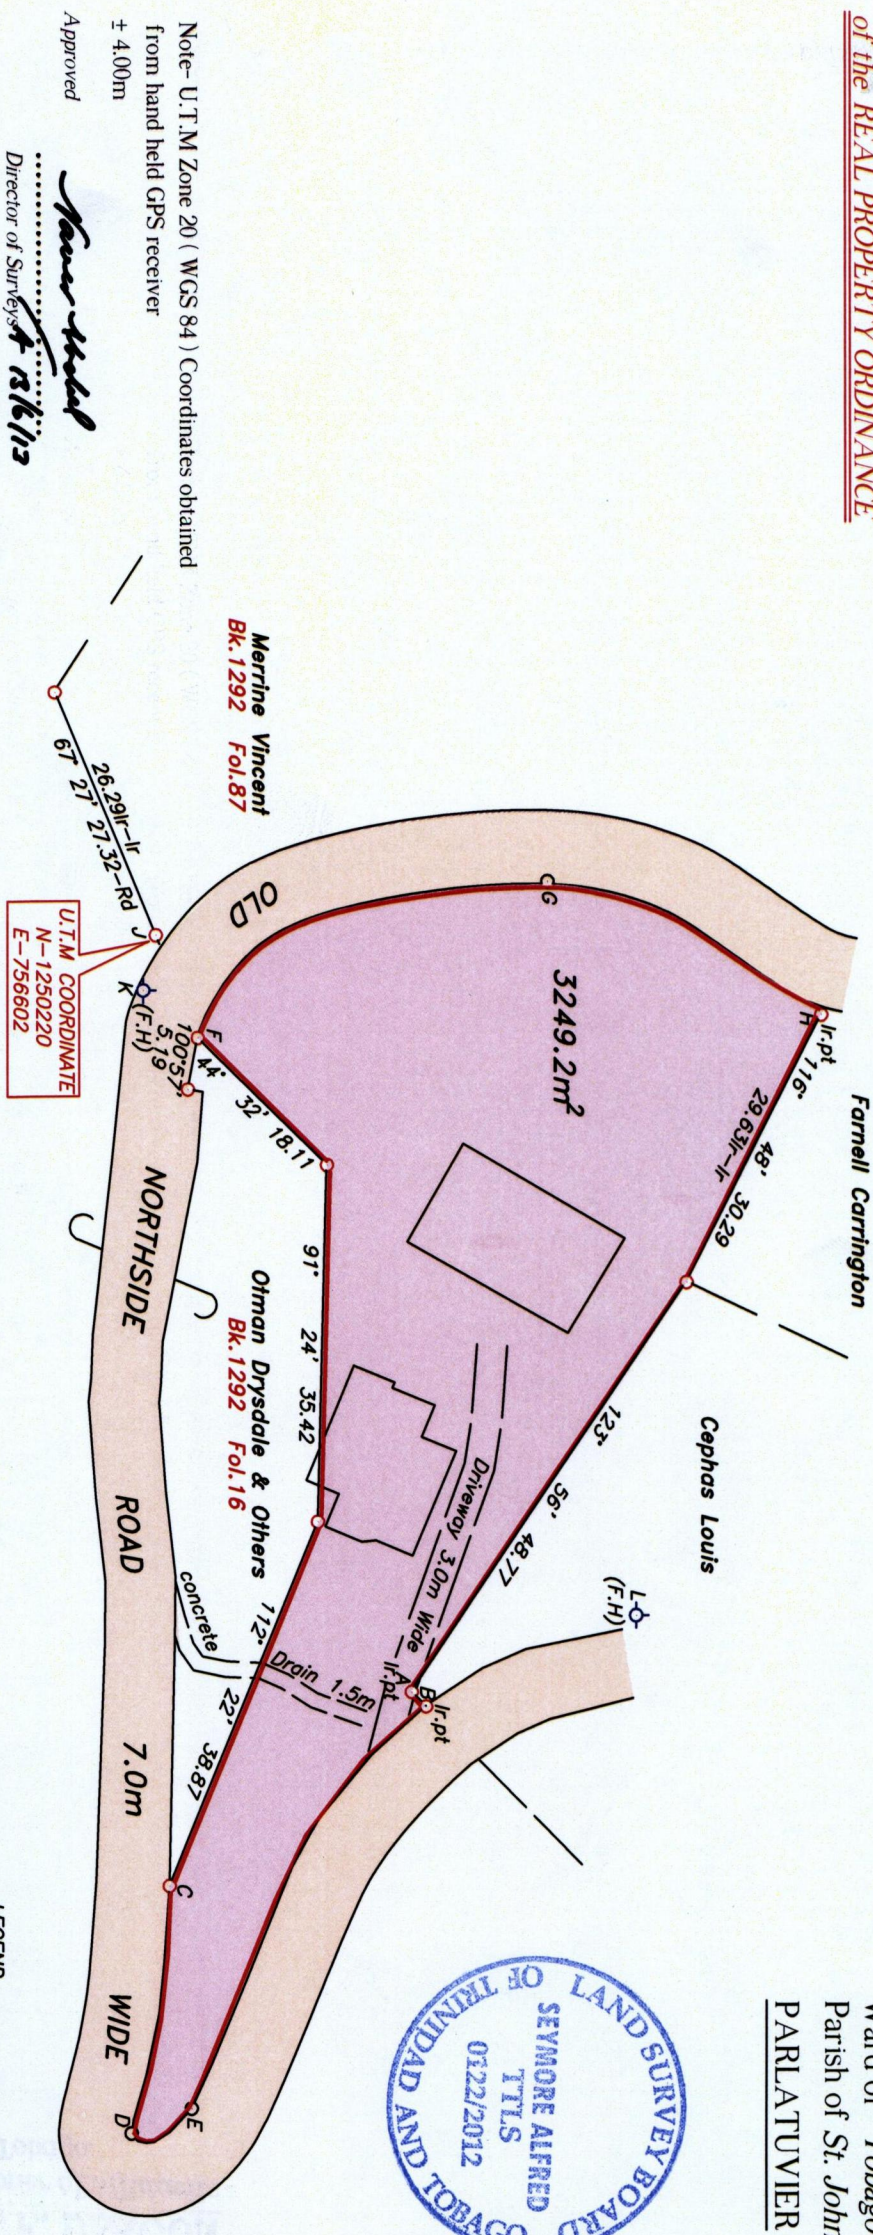 of the REAL PROPERTY ORDINANCE
Ward of Tobago
Parish of St. John
PARLATUVIER
Farnell Carrington
Cephas Louis
Ir.pt
H
116° 48' 30.29
29.63Ir-Ir
G
3249.2m²
123° 56' 48.77
L
(F.H)
Driveway 3.0m Wide
A
Ir.pt
B
Ir.pt
LAND SURVEY BOARD
OF TRINIDAD AND TOBAGO
SEYMORE ALFRED
TTLS
0122/2012
Merrine Vincent
Bk.1292 Fol.87
OLD
F
44° 32' 18.11
91° 24' 35.42
Otman Drysdale & Others
Bk.1292 Fol.16
112° 22' 38.87
Drain 1.5m
concrete
100°57'
5.19
26.29Ir-Ir
67° 27' 27.32-Rd
J
K
(F.H)
NORTHSIDE ROAD 7.0m WIDE
C
D
E
U.T.M COORDINATE
N-1250220
E-756602
Note- U.T.M Zone 20 ( WGS 84 ) Coordinates obtained
from hand held GPS receiver
± 4.00m
Approved
Director of Surveys
LEGEND